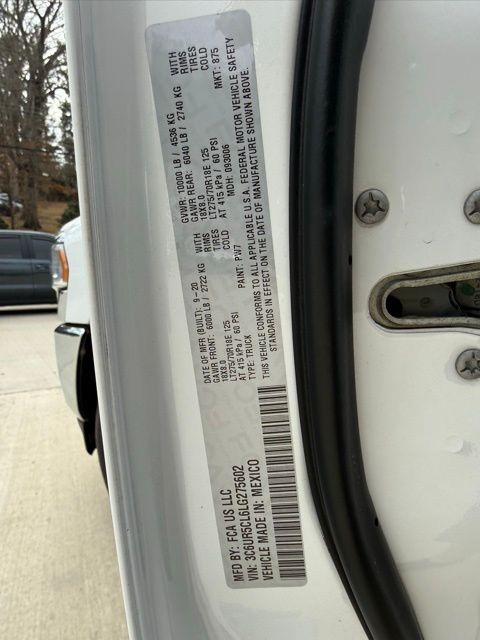 MFD BY: FCA US LLC
VIN: 3C6UR5CL6LG275602
VEHICLE MADE IN: MEXICO
DATE OF MFR (BUILT): 9-20
GVWR: 10000 LB / 4536 KG
GAWR FRONT: 6000 LB / 2722 KG WITH
18X8.0 RIMS
LT275/70R18E 125 TIRES
AT 415 kPa / 60 PSI COLD
GAWR REAR: 6040 LB / 2740 KG WITH
18X8.0 RIMS
LT275/70R18E 125 TIRES
AT 415 kPa / 60 PSI COLD
TYPE: TRUCK
PAINT: PW7
MDH: 093006
MKT: 875
THIS VEHICLE CONFORMS TO ALL APPLICABLE U.S.A. FEDERAL MOTOR VEHICLE SAFETY
STANDARDS IN EFFECT ON THE DATE OF MANUFACTURE SHOWN ABOVE.